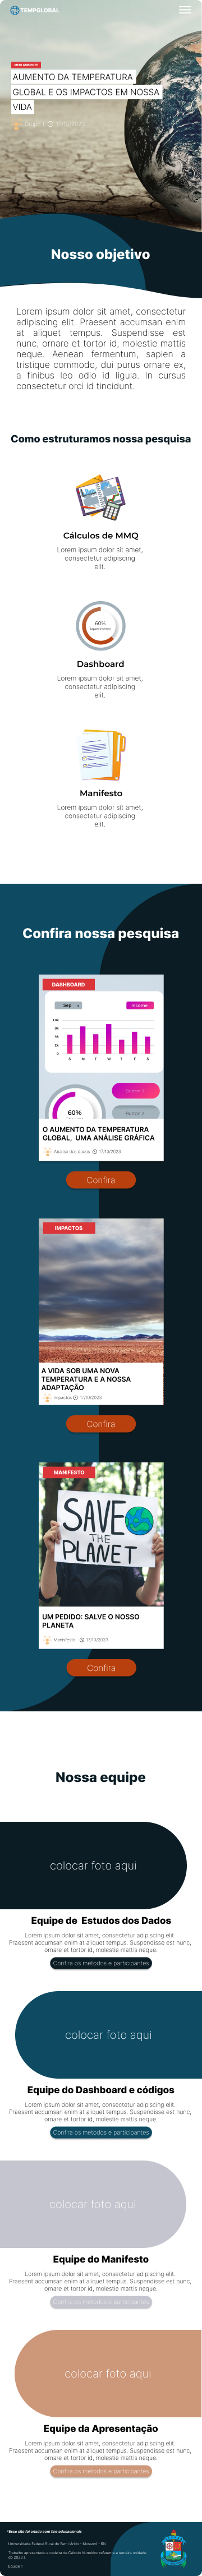 TEMPGLOBAL
MEIO AMBIENTE
AUMENTO DA TEMPERATURA
GLOBAL E OS IMPACTOS EM NOSSA
VIDA
17/10/2023
Nosso objetivo
Lorem ipsum dolor sit amet, consectetur
adipiscing elit. Praesent accumsan enim
at aliquet tempus. Suspendisse est
nunc, ornare et tortor id, molestie mattis
neque. Aenean fermentum, sapien a
tristique commodo, dui purus ornare ex,
a finibus leo odio id ligula. In cursus
consectetur orci id tincidunt.
Como estruturamos nossa pesquisa
Cálculos de MMQ
Lorem ipsum dolor sit amet,
consectetur adipiscing
elit.
60%
Dashboard
Lorem ipsum dolor sit amet,
consectetur adipiscing
elit.
Manifesto
Lorem ipsum dolor sit amet,
consectetur adipiscing
elit.
Confira nossa pesquisa
DASHBOARD
Sep
Income
10k
8k
4k
2k
0
S M T W T F S
Button 1
60%
Button 2
O AUMENTO DA TEMPERATURA
GLOBAL, UMA ANÁLISE GRÁFICA
Análise dos dados 17/10/2023
Confira
IMPACTOS
A VIDA SOB UMA NOVA
TEMPERATURA E A NOSSA
ADAPTAÇÃO
Impactos 17/10/2023
Confira
MANIFESTO
SAVE
THE
PLANET
UM PEDIDO: SALVE O NOSSO
PLANETA
17/10/2023
Confira
Nossa equipe
colocar foto aqui
Equipe de Estudos dos Dados
Lorem ipsum dolor sit amet, consectetur adipiscing elit.
Praesent accumsan enim at aliquet tempus. Suspendisse est nunc,
ornare et tortor id, molestie mattis neque.
Confira os metodos e participantes
colocar foto aqui
Equipe do Dashboard e códigos
Lorem ipsum dolor sit amet, consectetur adipiscing elit.
Praesent accumsan enim at aliquet tempus. Suspendisse est nunc,
ornare et tortor id, molestie mattis neque.
Confira os metodos e participantes
colocar foto aqui
Equipe do Manifesto
Lorem ipsum dolor sit amet, consectetur adipiscing elit.
Praesent accumsan enim at aliquet tempus. Suspendisse est nunc,
ornare et tortor id, molestie mattis neque.
Confira os metodos e participantes
colocar foto aqui
Equipe da Apresentação
Lorem ipsum dolor sit amet, consectetur adipiscing elit.
Praesent accumsan enim at aliquet tempus. Suspendisse est nunc,
ornare et tortor id, molestie mattis neque.
Confira os metodos e participantes
*Esse site foi criado com fins educacionais
Universidade Federal Rural do Semi-Árido - Mossoró - RN
Trabalho apresentado a cadeira de Cálculo Numérico referente a terceira unidade
Equipe 1